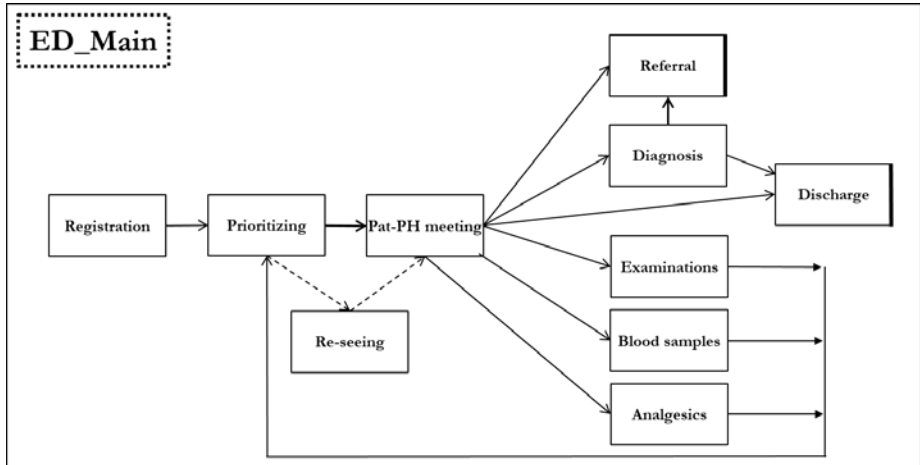 ED_Main
Referral
Diagnosis
Discharge
Registration
Prioritizing
Pat-PH meeting
Examinations
Re-seeing
Blood samples
Analgesics